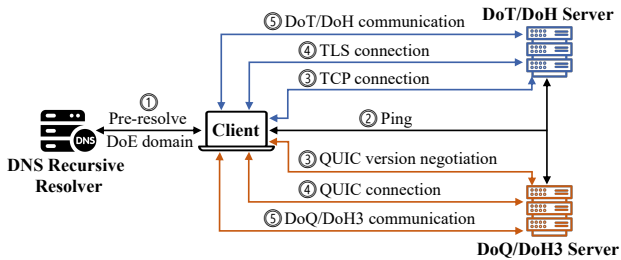 ⑤ DoT/DoH communication
DoT/DoH Server
④ TLS connection
③ TCP connection
①
Pre-resolve
DoE domain
DNS
DNS Recursive
Resolver
Client
② Ping
③ QUIC version negotiation
④ QUIC connection
⑤ DoQ/DoH3 communication
DoQ/DoH3 Server